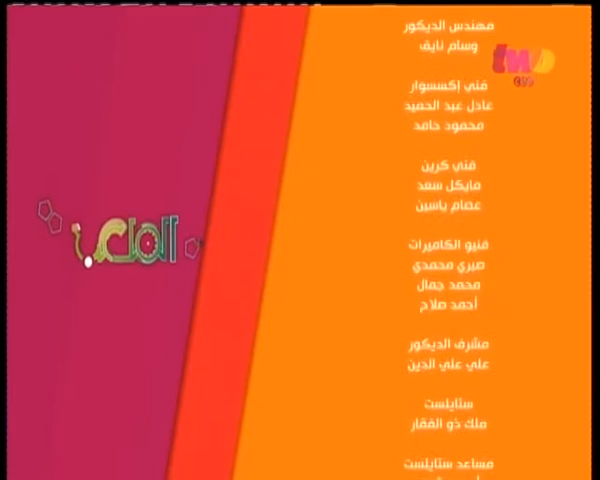 مهندس الديكور
وسام نايف
فني إكسسوار
عادل عبد الحميد
محمود حامد
فني كرين
مايكل سعد
عصام ياسين
فنيو الكاميرات
صبري محمدي
محمد جمال
أحمد صلاح
مشرف الديكور
علي علي الدين
ستايلست
ملك ذو الفقار
مساعد ستايلست
الملاعب